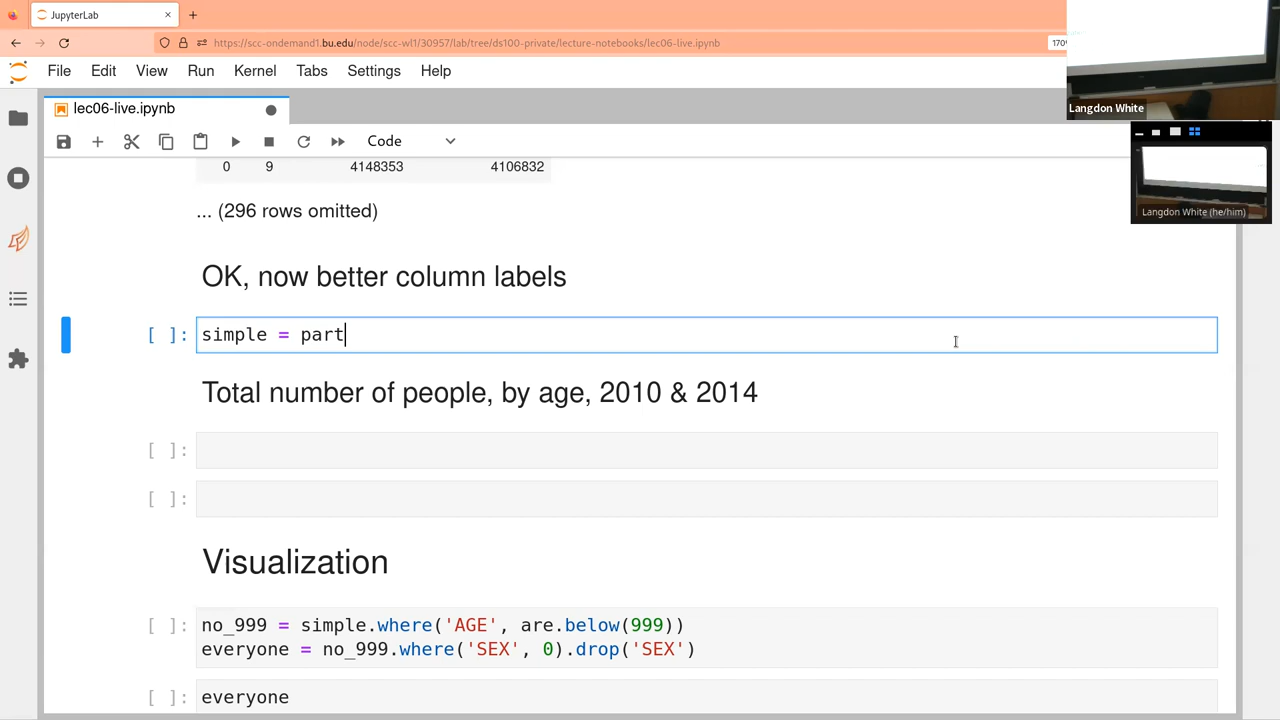 JupyterLab
https://scc-ondemand1.bu.edu/node/scc-wl1/30957/lab/tree/ds100-private/lecture-notebooks/lec06-live.ipynb
170%
File Edit View Run Kernel Tabs Settings Help
Langdon White
lec06-live.ipynb
Code
0 9 4148353 4106832
Langdon White (he/him)
... (296 rows omitted)
OK, now better column labels
[ ]: simple = part
Total number of people, by age, 2010 & 2014
[ ]:
[ ]:
Visualization
[ ]: no_999 = simple.where('AGE', are.below(999))
everyone = no_999.where('SEX', 0).drop('SEX')
[ ]: everyone